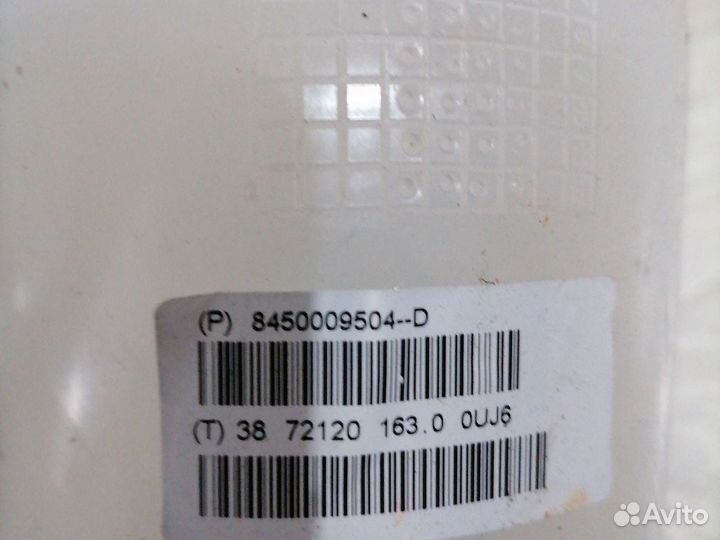 (P) 8450009504--D
(T) 38 72120 163.0 0UJ6
Avito